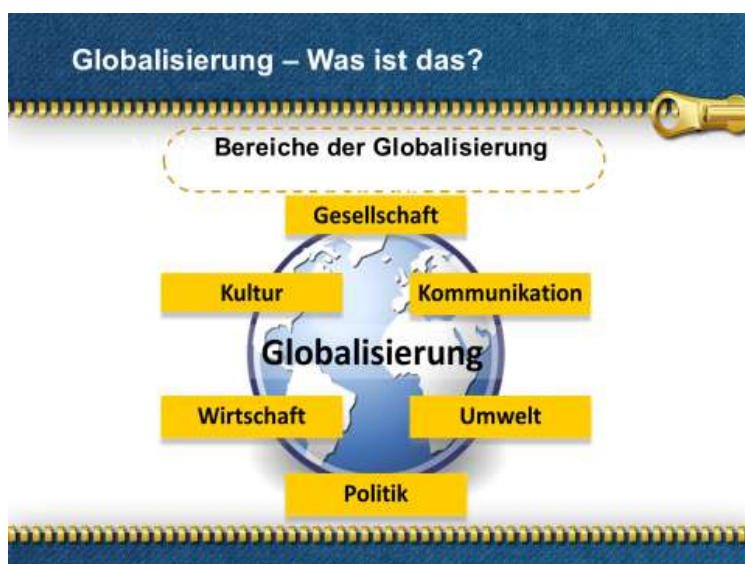 Globalisierung – Was ist das?
Bereiche der Globalisierung
Gesellschaft
Kultur
Kommunikation
Globalisierung
Wirtschaft
Umwelt
Politik